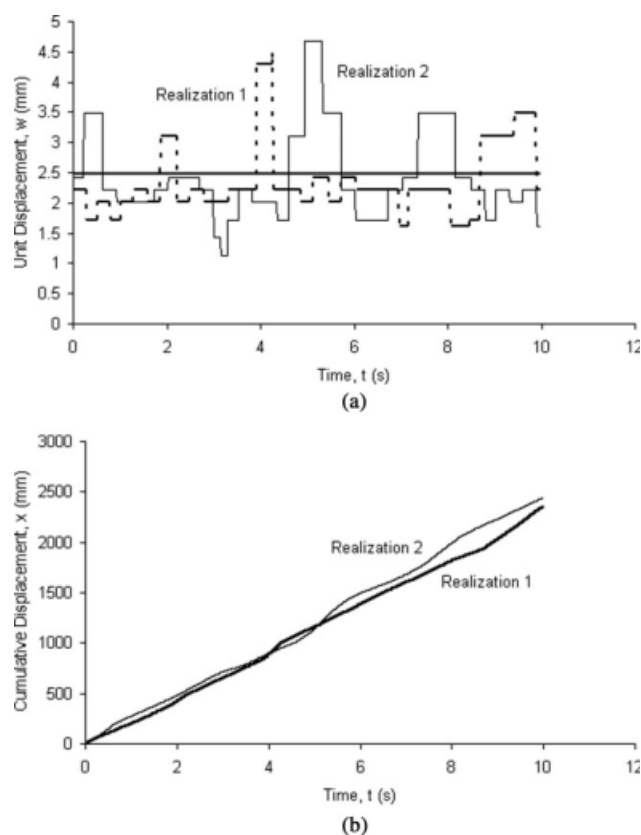 5
4.5
4
3.5
3
2.5
2
1.5
1
0.5
0
Unit Displacement, w (mm)
Realization 1
Realization 2
0 2 4 6 8 10 12
Time, t (s)
(a)
3000
2500
2000
1500
1000
500
0
Cumulative Displacement, x (mm)
Realization 2
Realization 1
0 2 4 6 8 10 12
Time, t (s)
(b)